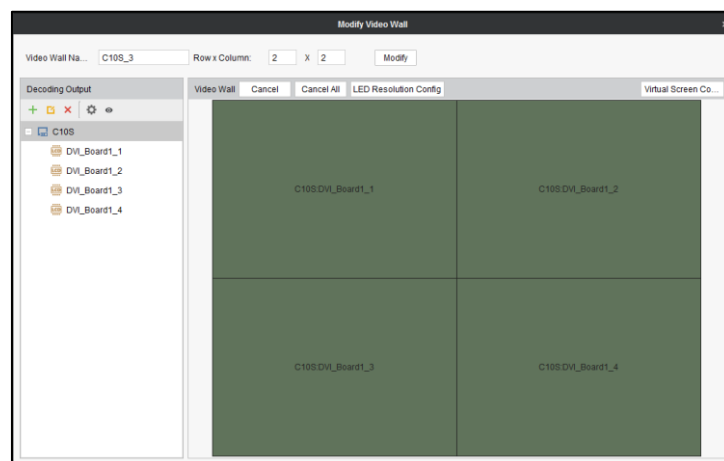 Modify Video Wall
Video Wall Na... C10S_3 Row x Column: 2 X 2 Modify
Decoding Output
Video Wall Cancel Cancel All LED Resolution Config Virtual Screen Co...
C10S
DVI_Board1_1
DVI_Board1_2
DVI_Board1_3
DVI_Board1_4
C10S:DVI_Board1_1 C10S:DVI_Board1_2
C10S:DVI_Board1_3 C10S:DVI_Board1_4